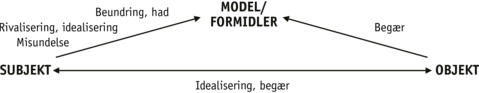 MODEL/
FORMIDLER
Beundring, had
Rivalisering, idealisering
Misundelse
Begær
SUBJEKT
OBJEKT
Idealisering, begær